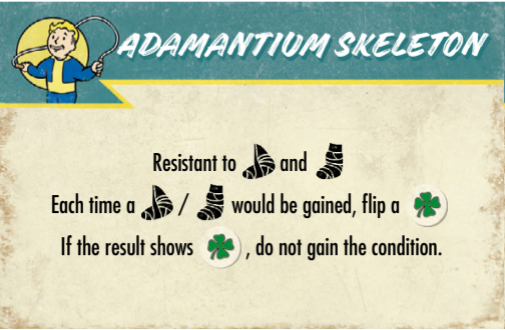 ADAMANTIUM SKELETON
Resistant to and
Each time a / would be gained, flip a
If the result shows , do not gain the condition.